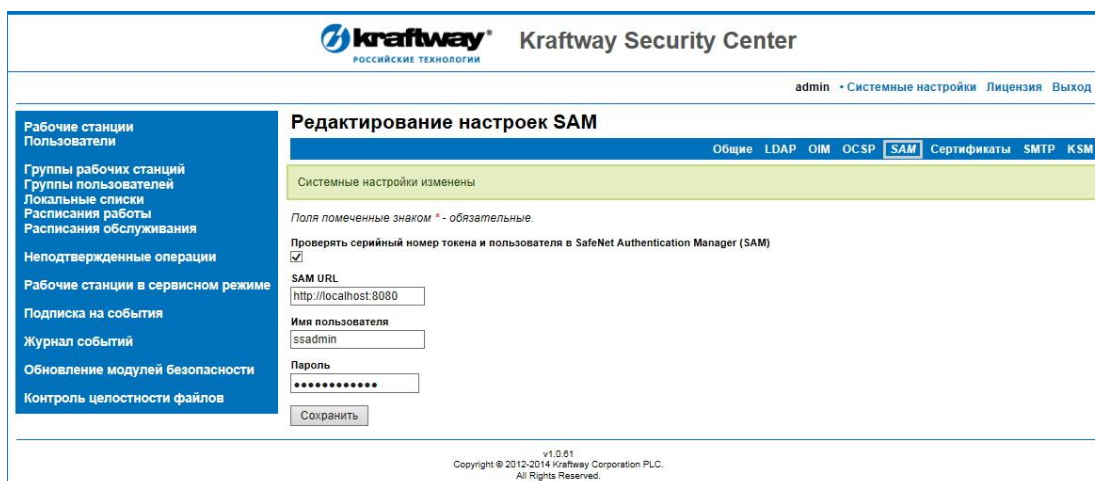 kraftway®
РОССИЙСКИЕ ТЕХНОЛОГИИ
Kraftway Security Center
admin • Системные настройки Лицензия Выход
Рабочие станции
Пользователи
Группы рабочих станций
Группы пользователей
Локальные списки
Расписания работы
Расписания обслуживания
Неподтвержденные операции
Рабочие станции в сервисном режиме
Подписка на события
Журнал событий
Обновление модулей безопасности
Контроль целостности файлов
Редактирование настроек SAM
Общие LDAP OIM OCSP SAM Сертификаты SMTP KSM
Системные настройки изменены
Поля помеченные знаком * - обязательные.
Проверять серийный номер токена и пользователя в SafeNet Authentication Manager (SAM)
SAM URL
http://localhost:8080
Имя пользователя
ssadmin
Пароль
••••••••••••
Сохранить
v1.0.61
Copyright © 2012-2014 Kraftway Corporation PLC.
All Rights Reserved.